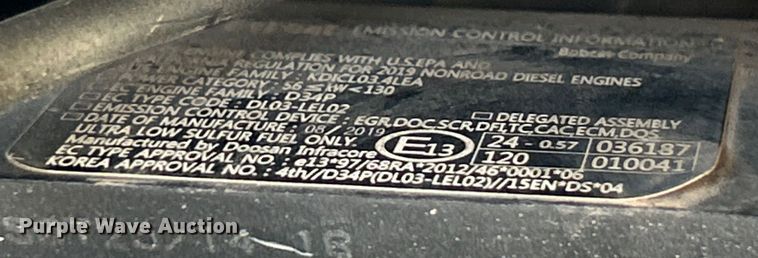 EMISSION CONTROL INFORMATION
Bobcat Company
COMPLIES WITH U.S.EPA AND
REGULATION FOR 2019 NONROAD DIESEL ENGINES
FAMILY : KDICL03.4LEA
POWER CATEGORY : 56≤kW<130
EC ENGINE FAMILY : D34P
□ EC TYPE CODE : DL03-LEL02
□ EMISSION CONTROL DEVICE : EGR,DOC,SCR,DFI,TC,CAC,ECM,DOS □ DELEGATED ASSEMBLY
□ DATE OF MANUFACTURE : 08/2019
ULTRA LOW SULFUR FUEL ONLY.
Manufactured by Doosan Infracore
E13 24 - 0.57 036187
120 010041
EC TYPE APPROVAL NO. : e13*97/68RA*2012/46*0001*06
KOREA APPROVAL NO. : 4th//D34P(DL03-LEL02)//1SEN*DS*04
Purple Wave Auction